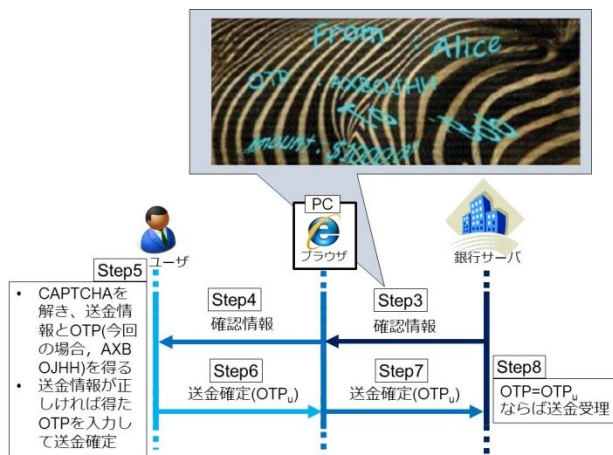 From : Alice
OTP : AXBOJHH
Amount: $1000.00
PC
ブラウザ
ユーザ
銀行サーバ
Step5
• CAPTCHAを
解き、送金情
報とOTP(今回
の場合，AXB
OJHH)を得る
• 送金情報が正
しければ得た
OTPを入力し
て送金確定
Step4
確認情報
Step3
確認情報
Step6
送金確定(OTPu)
Step7
送金確定(OTPu)
Step8
OTP=OTPu
ならば送金受理